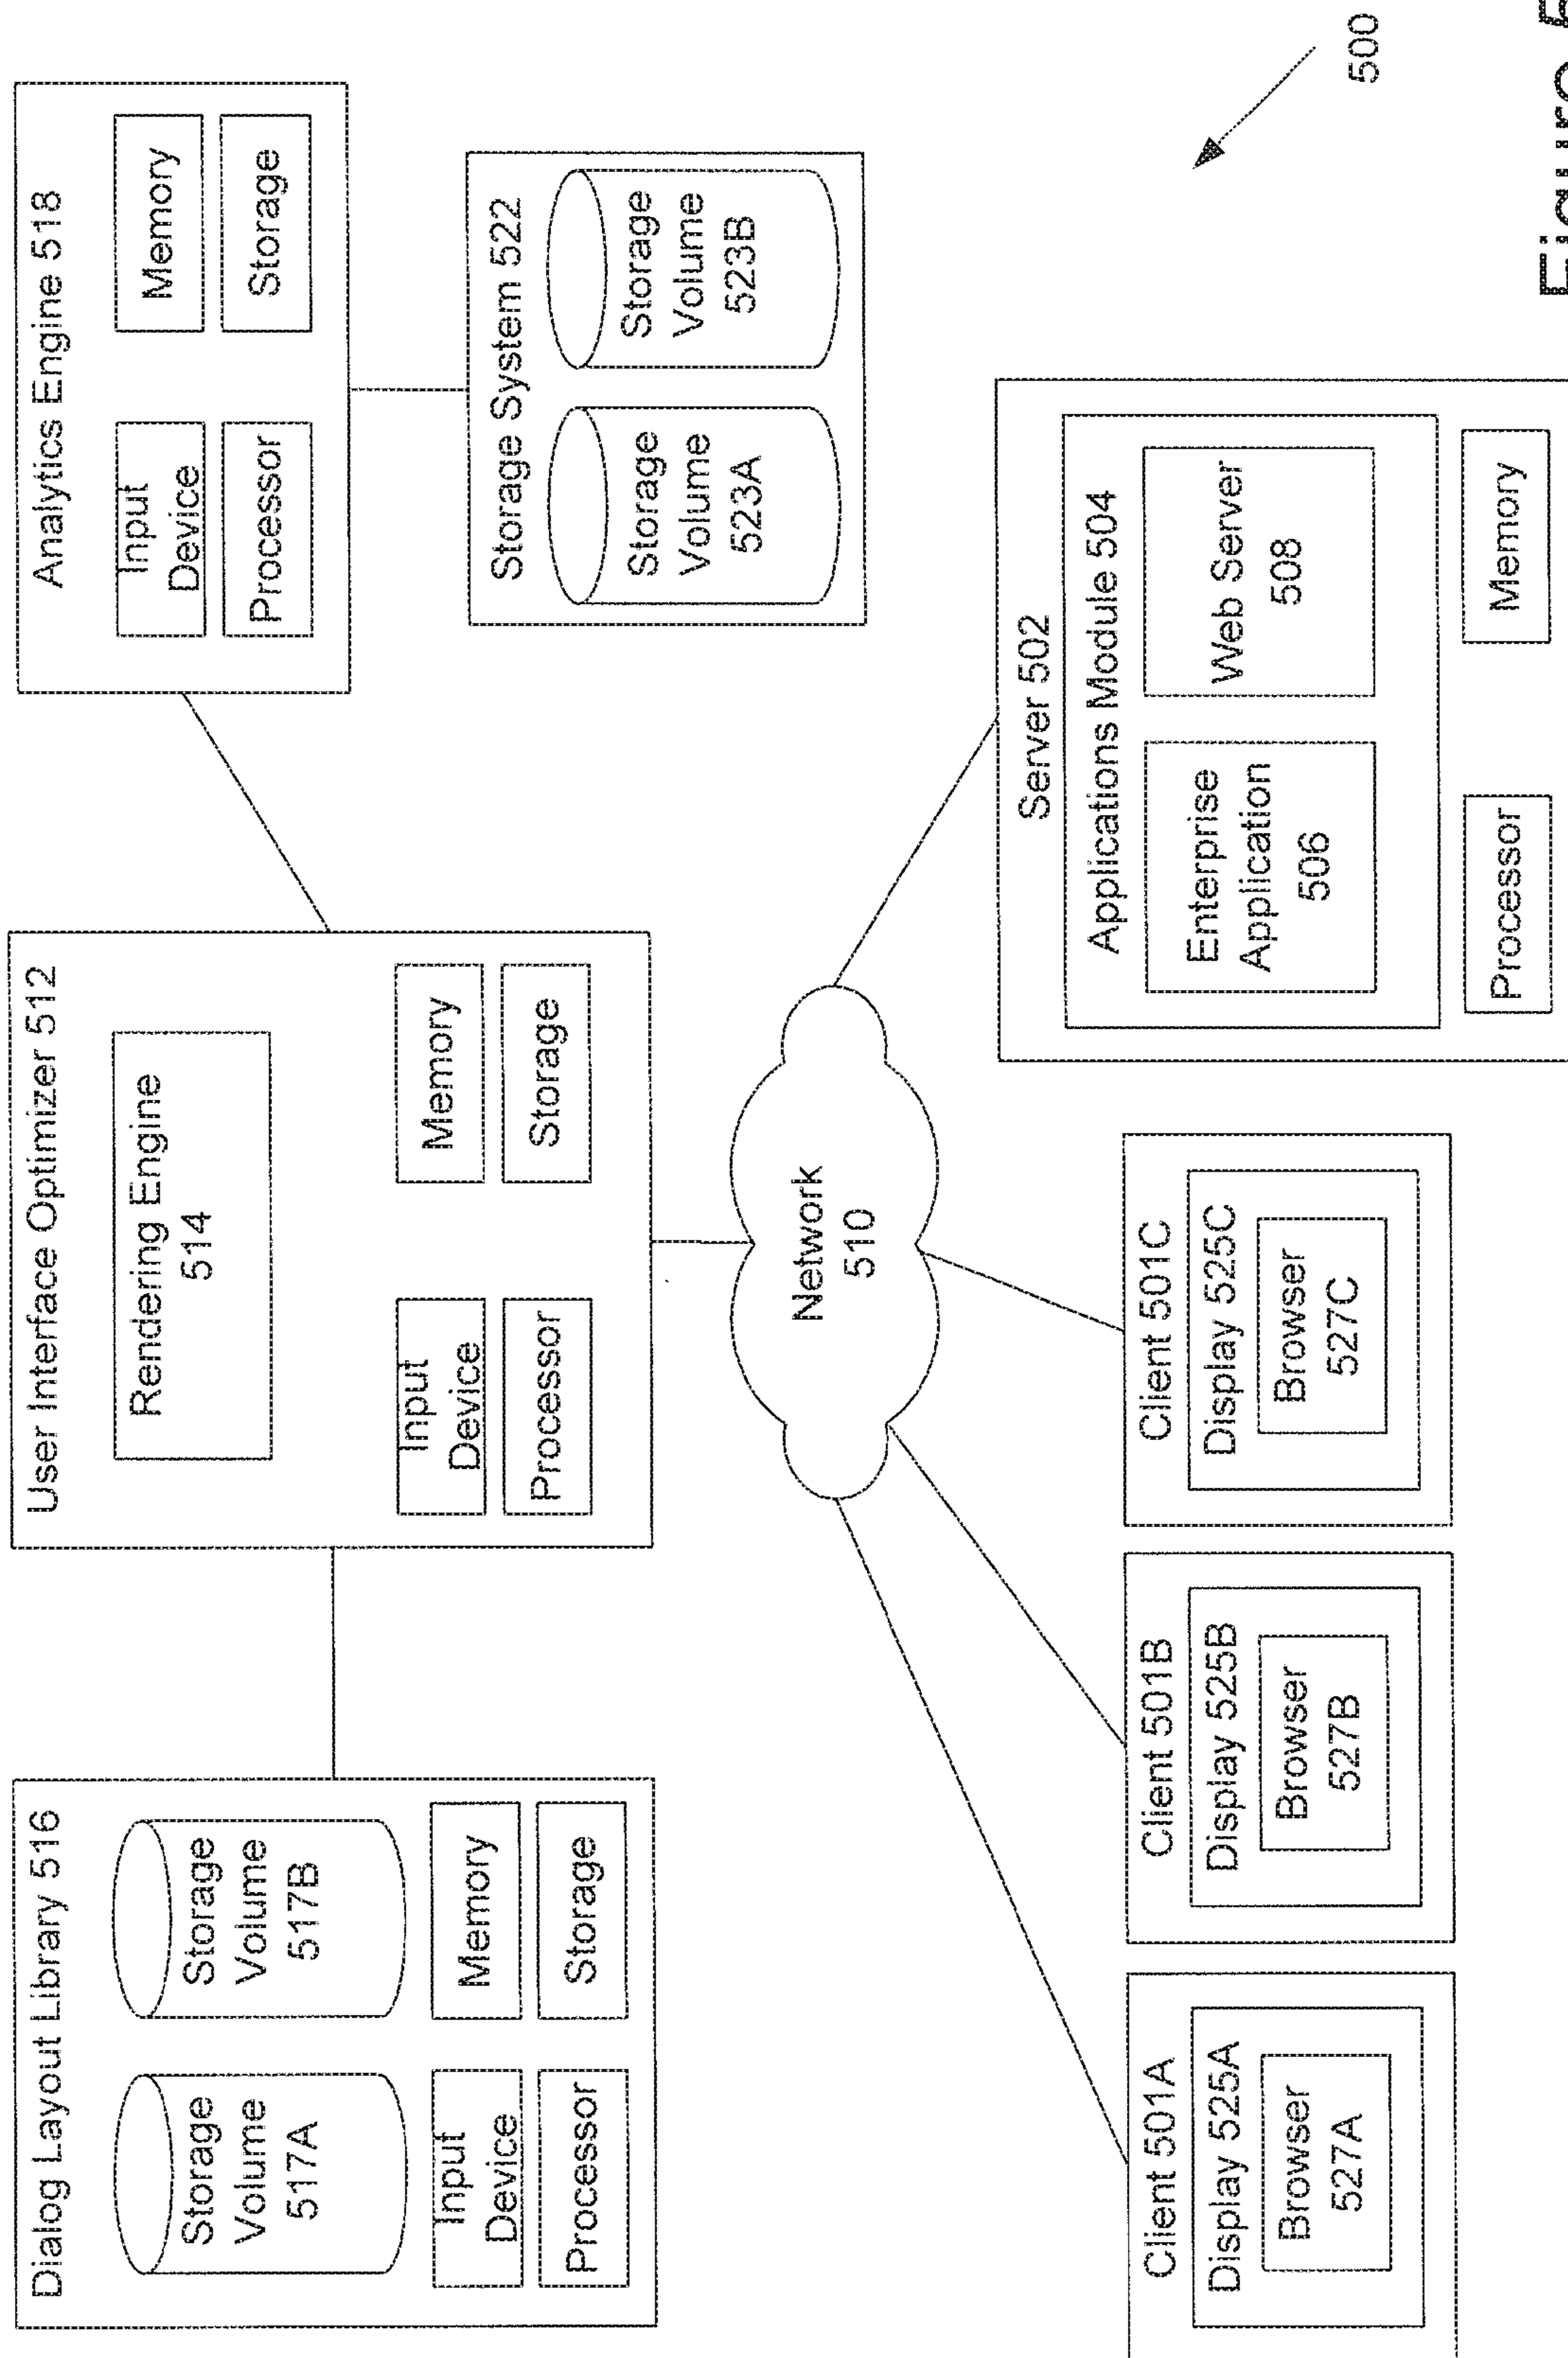 Dialog Layout Library 516
Storage
Volume
517A
Storage
Volume
517B
Input
Device
Memory
Processor
Storage
User Interface Optimizer 512
Rendering Engine
514
Input
Device
Memory
Processor
Storage
Analytics Engine 518
Input
Device
Memory
Processor
Storage
Storage System 522
Storage
Volume
523A
Storage
Volume
523B
Network
510
Client 501A
Display 525A
Browser
527A
Client 501B
Display 525B
Browser
527B
Client 501C
Display 525C
Browser
527C
Server 502
Applications Module 504
Enterprise
Application
506
Web Server
508
Processor
Memory
500
Figure